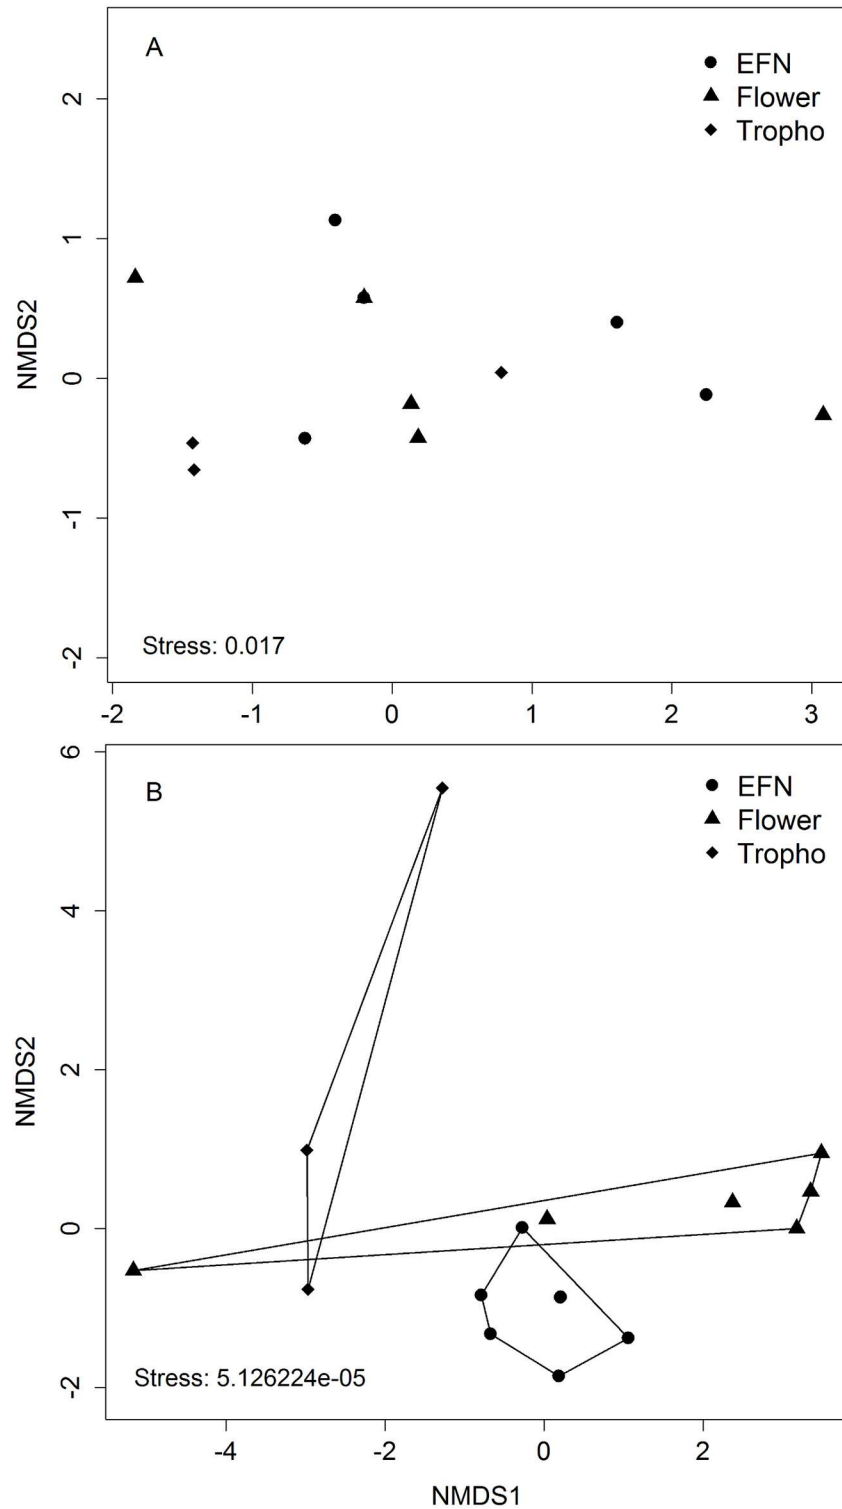 A
EFN
Flower
Tropho
NMDS2
2
1
0
-1
-2
Stress: 0.017
-2 -1 0 1 2 3
B
EFN
Flower
Tropho
NMDS2
6
4
2
0
-2
Stress: 5.126224e-05
-4 -2 0 2
NMDS1